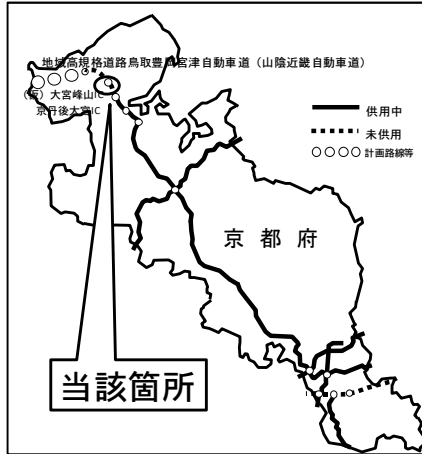 地域高規格道路鳥取豊岡宮津自動車道（山陰近畿自動車道）
（仮）大宮峰山IC
京丹後大宮IC
供用中
未供用
計画路線等
京都府
当該箇所